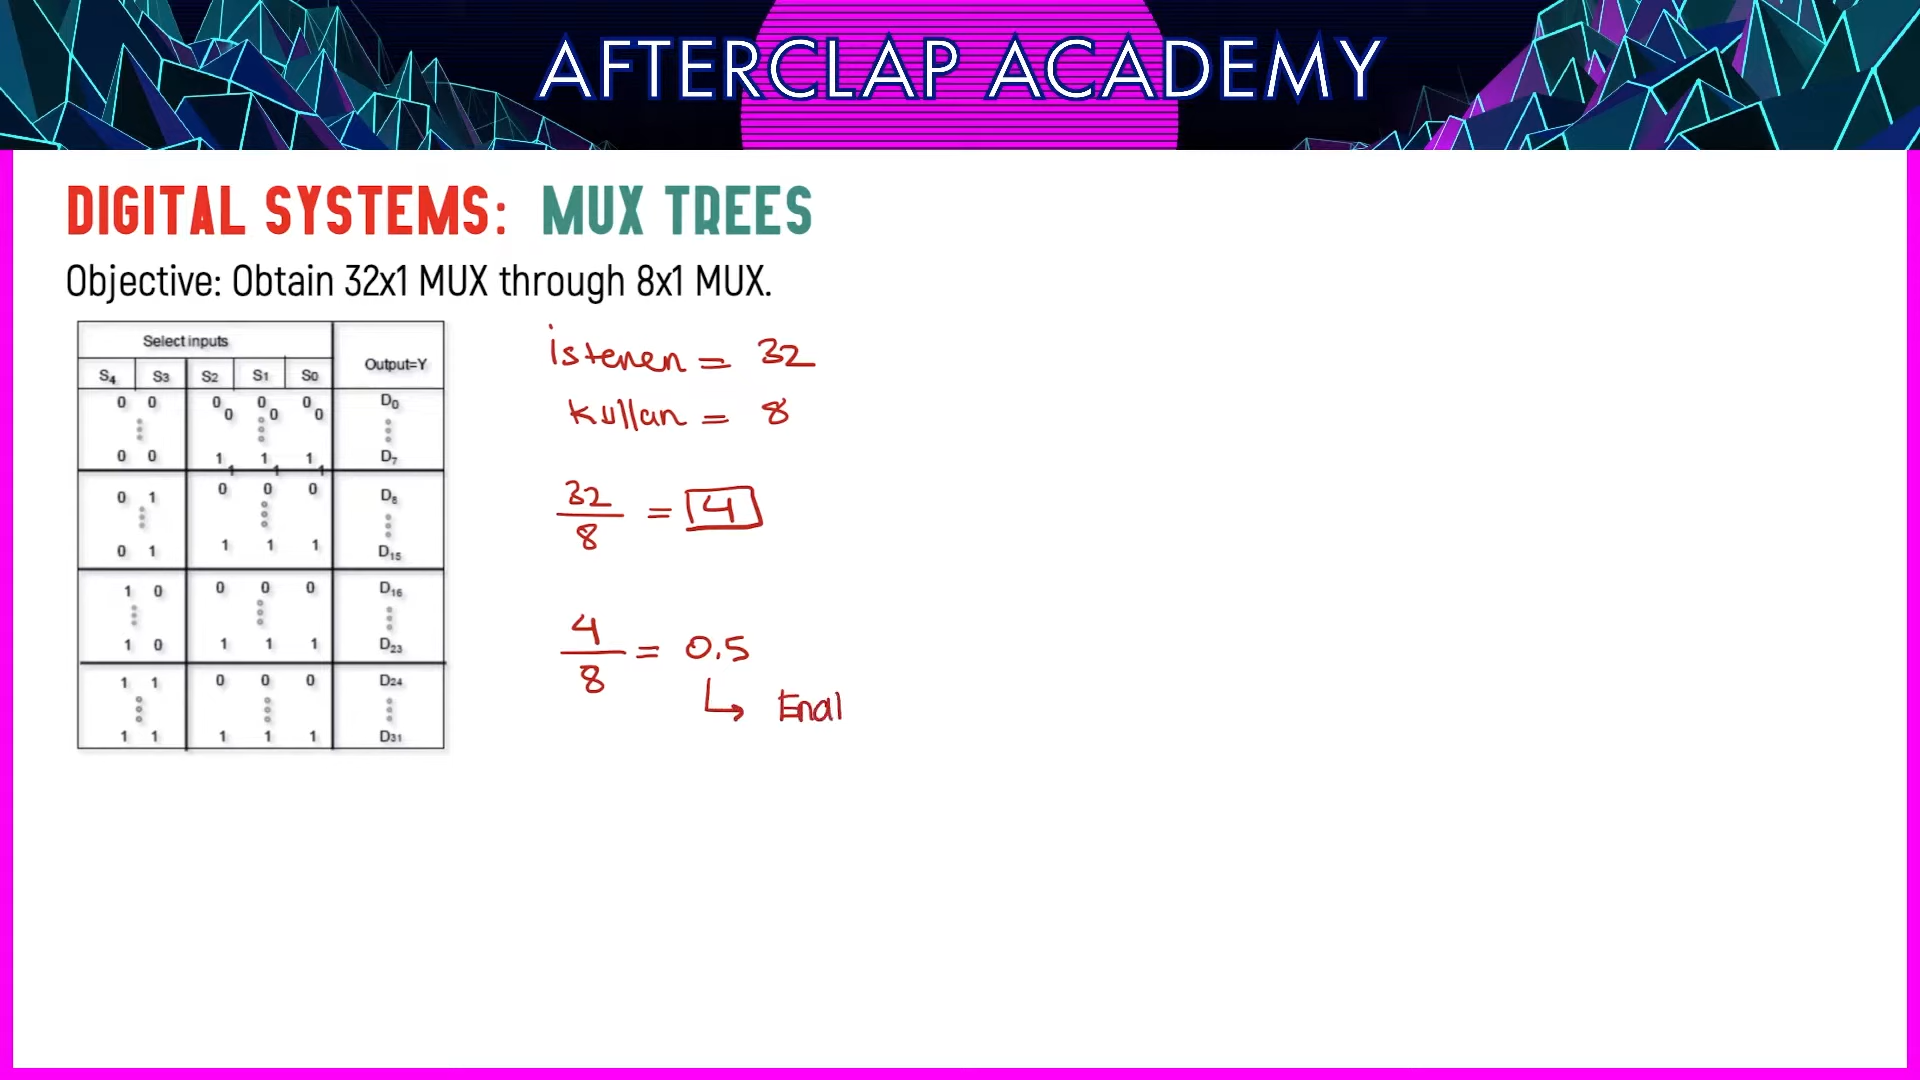 AFTERCLAP ACADEMY
DIGITAL SYSTEMS: MUX TREES
Objective: Obtain 32x1 MUX through 8x1 MUX.
Select inputs
Output=Y
S4 S3 S2 S1 S0
0 0 0 0 0 D0
0 0 0
0 0 1 1 1 D7
1 1 1
0 1 0 0 0 D8
0 1 1 1 1 D15
1 0 0 0 0 D16
1 0 1 1 1 D23
1 1 0 0 0 D24
1 1 1 1 1 D31
istenen = 32
kullan = 8
32
8
= 4
4
8
= 0.5
↳ Enal